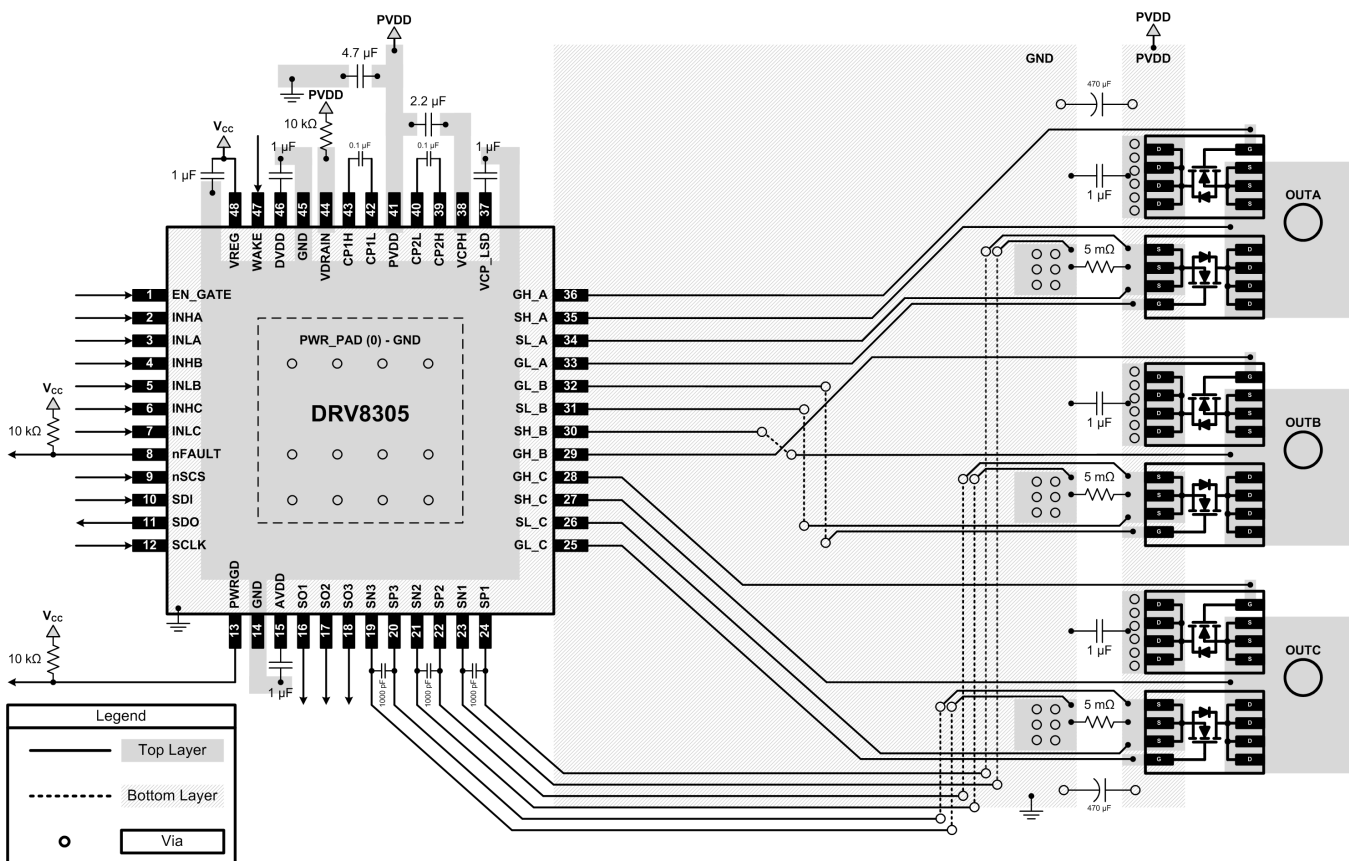 PVDD
PVDD
4.7 µF
GND
PVDD
PVDD
470 µF
2.2 µF
10 kΩ
Vcc
1 µF
0.1 µF
0.1 µF
1 µF
1 µF
1 µF
48
47
46
45
44
43
42
41
40
39
38
37
VREG
WAKE
DVDD
GND
VDRAIN
CP1H
CP1L
PVDD
CP2L
CP2H
VCPH
VCP_LSD
D
D
D
D
G
S
S
S
OUTA
5 mΩ
S
S
S
G
D
D
D
D
1 EN_GATE
2 INHA
3 INLA
4 INHB
5 INLB
6 INHC
7 INLC
8 nFAULT
9 nSCS
10 SDI
11 SDO
12 SCLK
Vcc
10 kΩ
PWR_PAD (0) - GND
DRV8305
GH_A 36
SH_A 35
SL_A 34
GL_A 33
GL_B 32
SL_B 31
SH_B 30
GH_B 29
GH_C 28
SH_C 27
SL_C 26
GL_C 25
1 µF
D
D
D
D
G
S
S
S
OUTB
5 mΩ
S
S
S
G
D
D
D
D
1 µF
D
D
D
D
G
S
S
S
OUTC
5 mΩ
S
S
S
G
D
D
D
D
470 µF
PWRGD
GND
AVDD
SO1
SO2
SO3
SN3
SP3
SN2
SP2
SN1
SP1
13
14
15
16
17
18
19
20
21
22
23
24
Vcc
10 kΩ
1 µF
1000 pF
1000 pF
1000 pF
Legend
Top Layer
Bottom Layer
Via